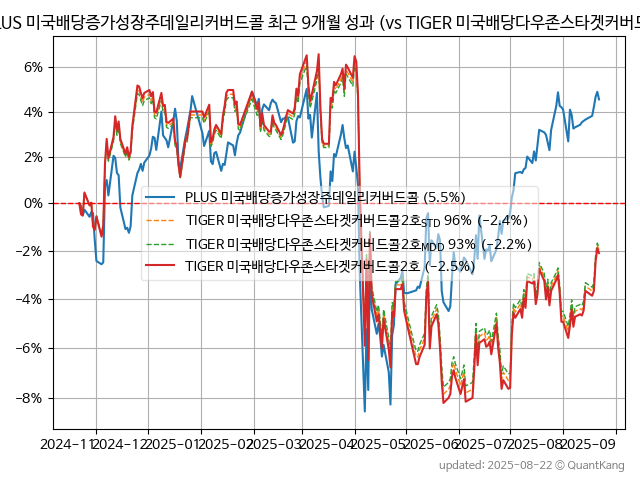 PLUS 미국배당증가성장주데일리커버드콜 최근 9개월 성과 (vs TIGER 미국배당다우존스타겟커버드
6%
4%
2%
0%
−2%
−4%
−6%
−8%
PLUS 미국배당증가성장주데일리커버드콜 (5.5%)
TIGER 미국배당다우존스타겟커버드콜2호STD 96% (−2.4%)
TIGER 미국배당다우존스타겟커버드콜2호MDD 93% (−2.2%)
TIGER 미국배당다우존스타겟커버드콜2호 (−2.5%)
2024-11 2024-12 2025-01 2025-02 2025-03 2025-04 2025-05 2025-06 2025-07 2025-08 2025-09
updated: 2025-08-22 © QuantKang